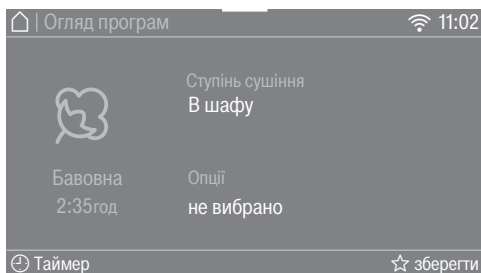 | Огляд програм
11:02
Ступінь сушіння
В шафу
Бавовна
2:35год
Опції
не вибрано
Таймер
зберегти